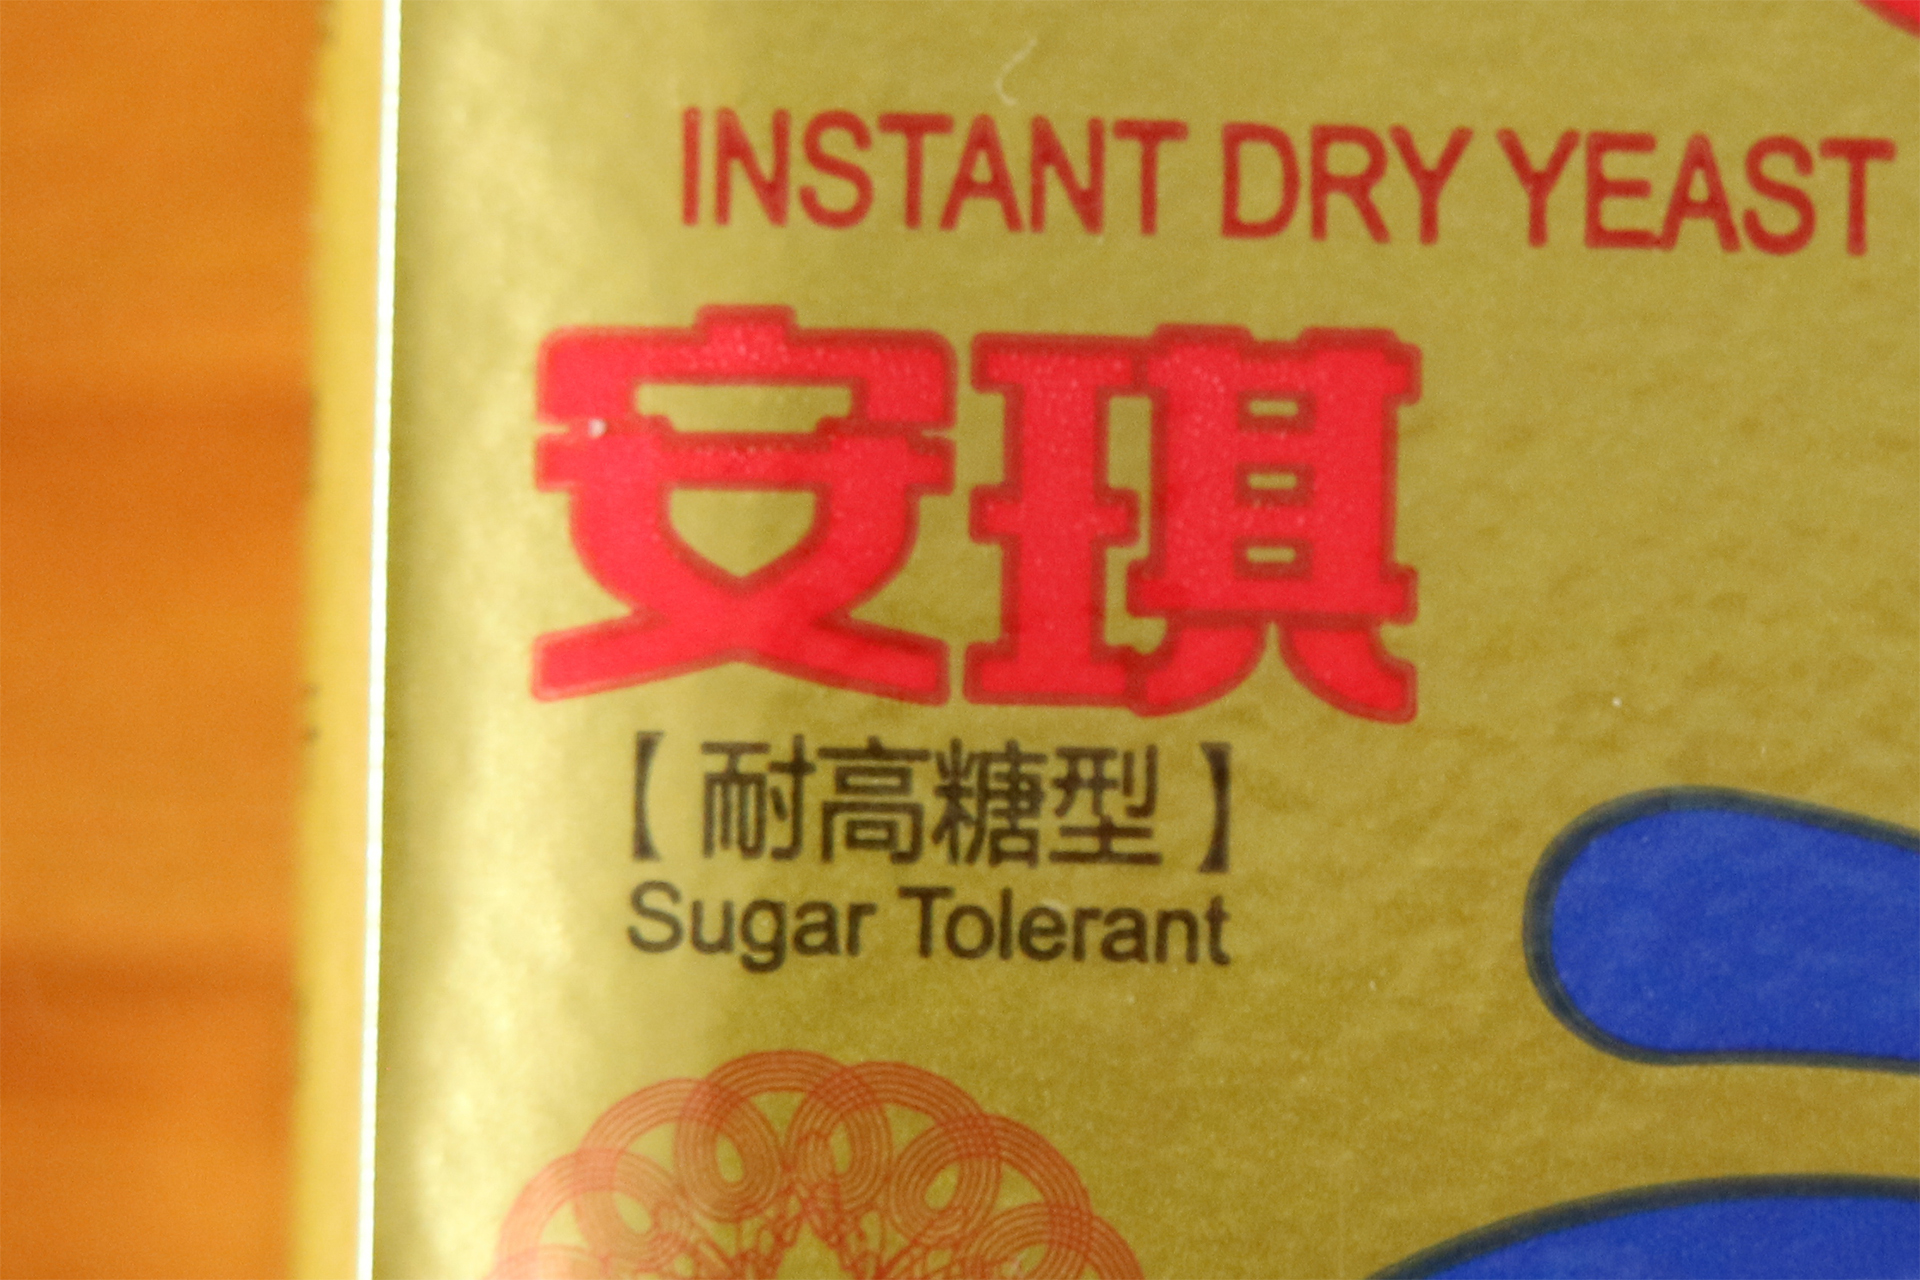 INSTANT DRY YEAST
安琪
【耐高糖型】
Sugar Tolerant